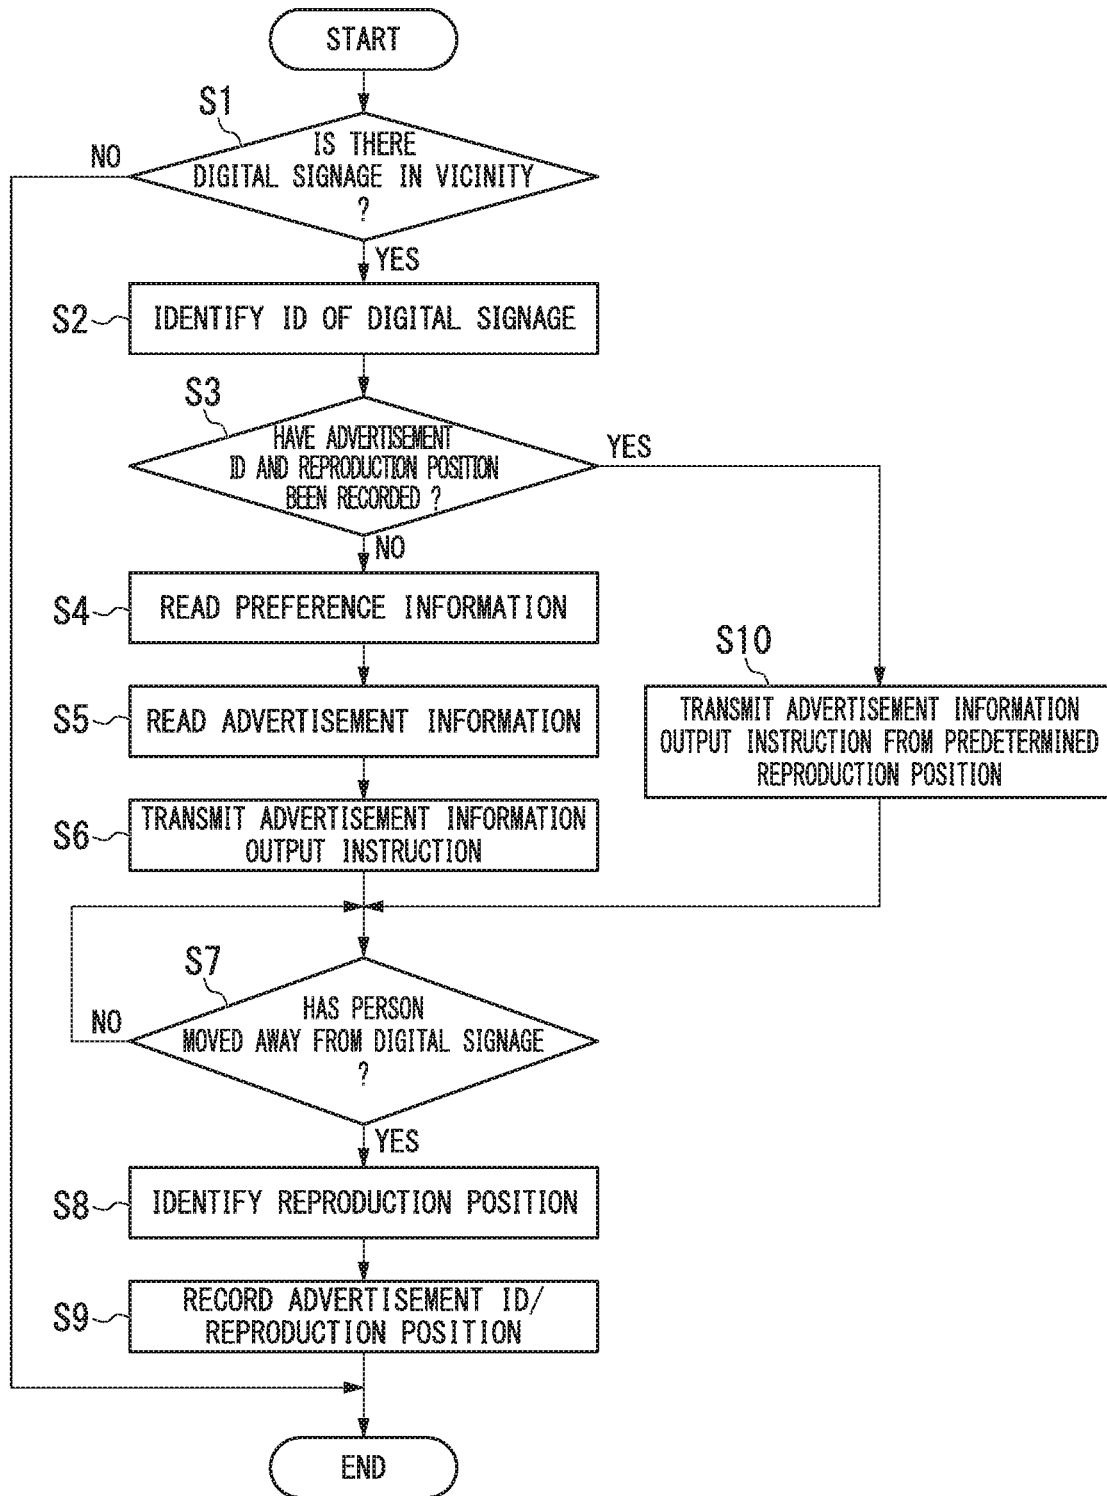 START
S1
IS THERE
DIGITAL SIGNAGE IN VICINITY
?
NO
YES
S2
IDENTIFY ID OF DIGITAL SIGNAGE
S3
HAVE ADVERTISEMENT
ID AND REPRODUCTION POSITION
BEEN RECORDED ?
YES
NO
S4
READ PREFERENCE INFORMATION
S5
READ ADVERTISEMENT INFORMATION
S10
TRANSMIT ADVERTISEMENT INFORMATION
OUTPUT INSTRUCTION FROM PREDETERMINED
REPRODUCTION POSITION
S6
TRANSMIT ADVERTISEMENT INFORMATION
OUTPUT INSTRUCTION
S7
HAS PERSON
MOVED AWAY FROM DIGITAL SIGNAGE
?
NO
YES
S8
IDENTIFY REPRODUCTION POSITION
S9
RECORD ADVERTISEMENT ID/
REPRODUCTION POSITION
END